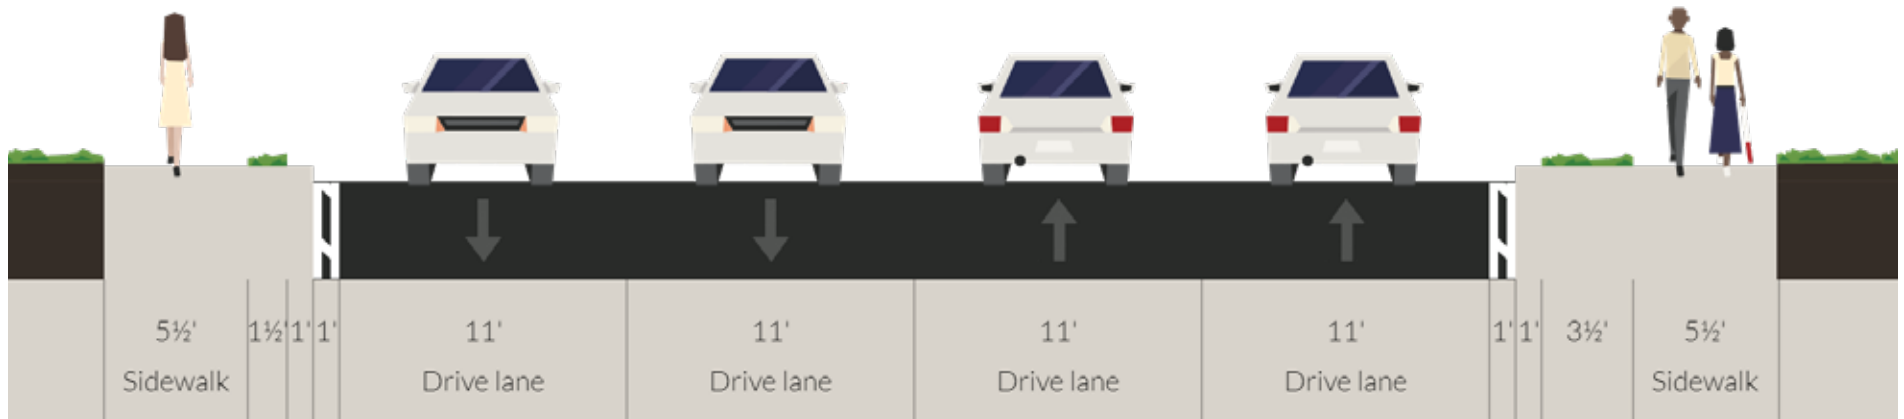 5½' 1½' 1' 1' 11' 11' 11' 11' 1' 1' 3½' 5½'
Sidewalk Drive lane Drive lane Drive lane Drive lane Sidewalk